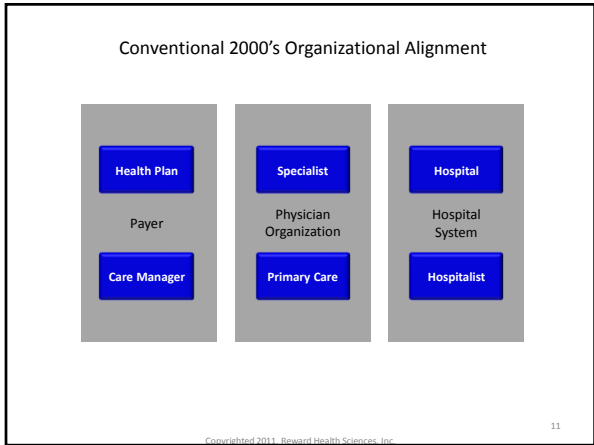 Conventional 2000's Organizational Alignment
Health Plan
Payer
Care Manager
Specialist
Physician
Organization
Primary Care
Hospital
Hospital
System
Hospitalist
11
Copyrighted 2011, Reward Health Sciences, Inc.